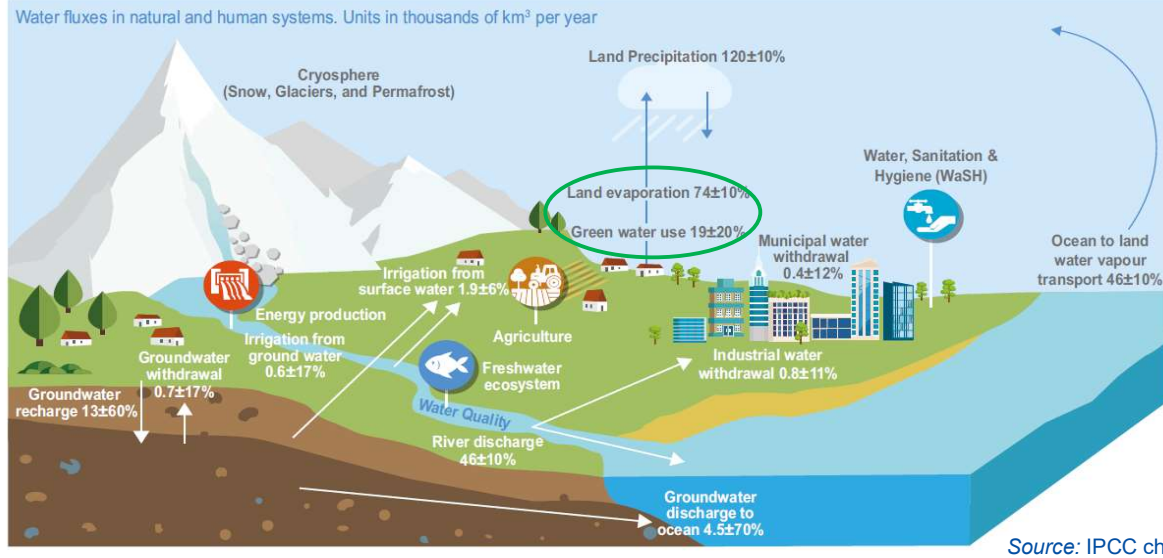 Water fluxes in natural and human systems. Units in thousands of km³ per year
Land Precipitation 120±10%
Cryosphere
(Snow, Glaciers, and Permafrost)
Water, Sanitation &
Hygiene (WaSH)
Land evaporation 74±10%
Green water use 19±20%
Municipal water
withdrawal
0.4±12%
Ocean to land
water vapour
transport 46±10%
Irrigation from
surface water 1.9±6%
Energy production
Agriculture
Irrigation from
ground water
0.6±17%
Groundwater
withdrawal
0.7±17%
Industrial water
withdrawal 0.8±11%
Freshwater
ecosystem
Groundwater
recharge 13±60%
Water Quality
River discharge
46±10%
Groundwater
discharge to
ocean 4.5±70%
Source: IPCC ch